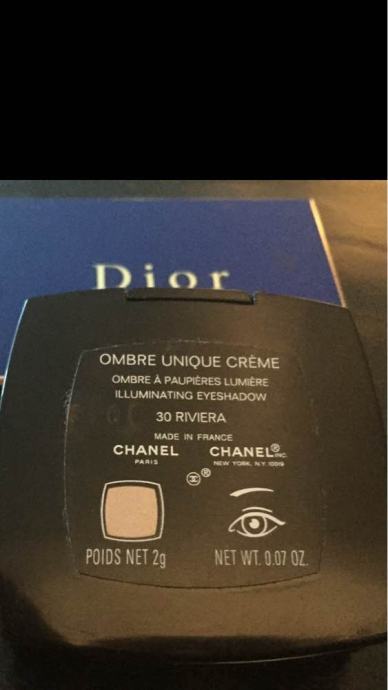 Dior
OMBRE UNIQUE CRÈME
OMBRE À PAUPIÈRES LUMIÈRE
ILLUMINATING EYESHADOW
30 RIVIERA
MADE IN FRANCE
CHANEL CHANEL® INC.
PARIS NEW YORK, N.Y. 10019
®
POIDS NET 2g NET WT. 0.07 OZ.